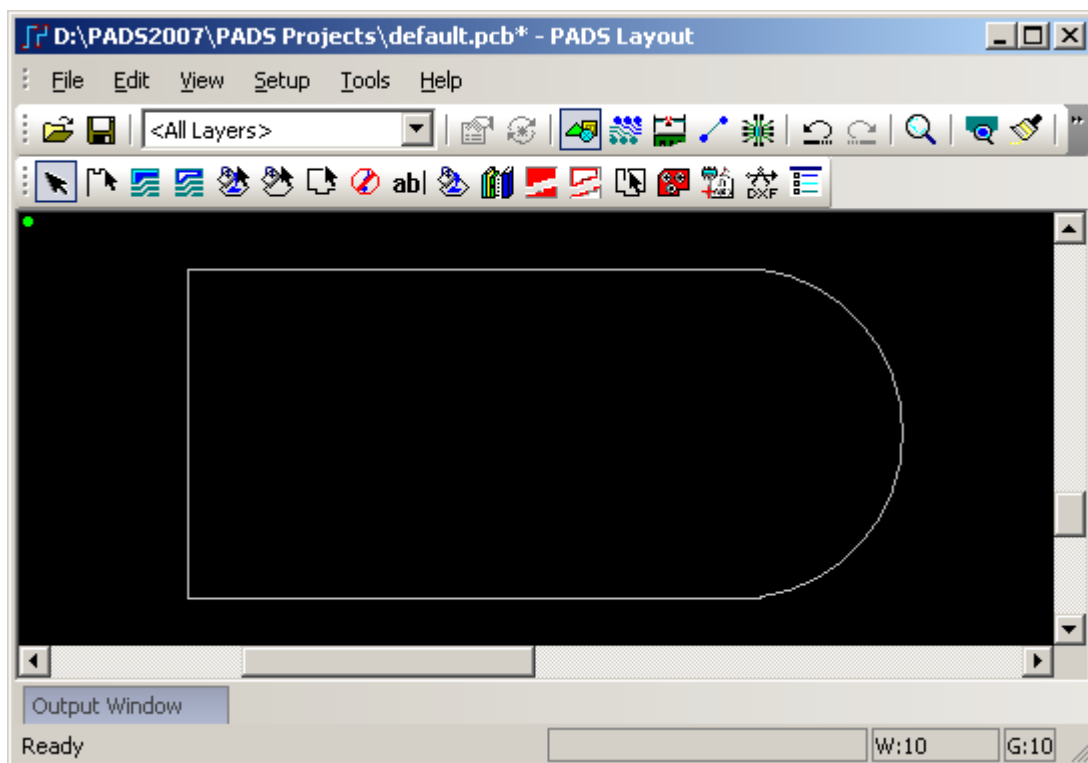 D:\PADS2007\PADS Projects\default.pcb* - PADS Layout
File Edit View Setup Tools Help
<All Layers>
ab| DXF
Output Window
Ready W:10 G:10